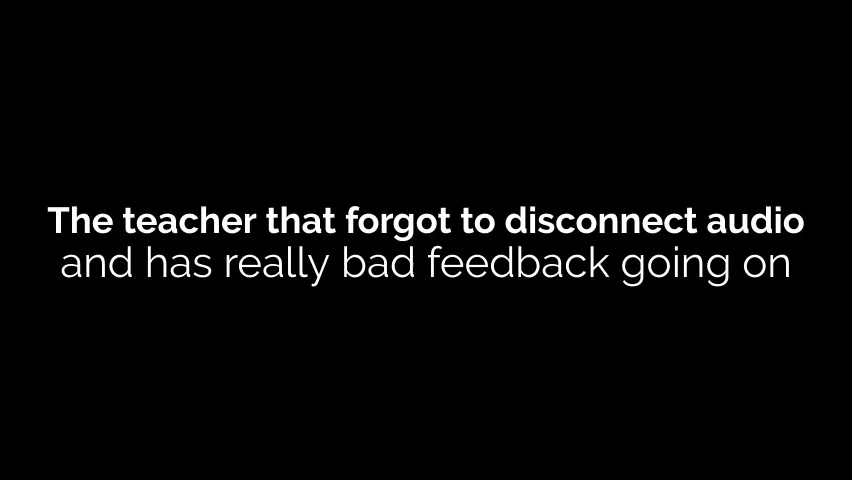 The teacher that forgot to disconnect audio
and has really bad feedback going on